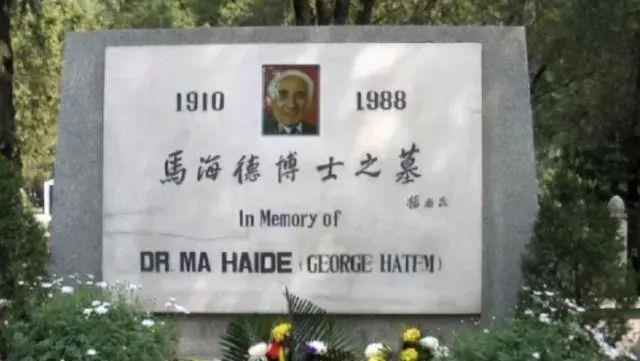 1910 1988
馬海德博士之墓
In Memory of
DR. MA HAIDE (GEORGE HATEM)